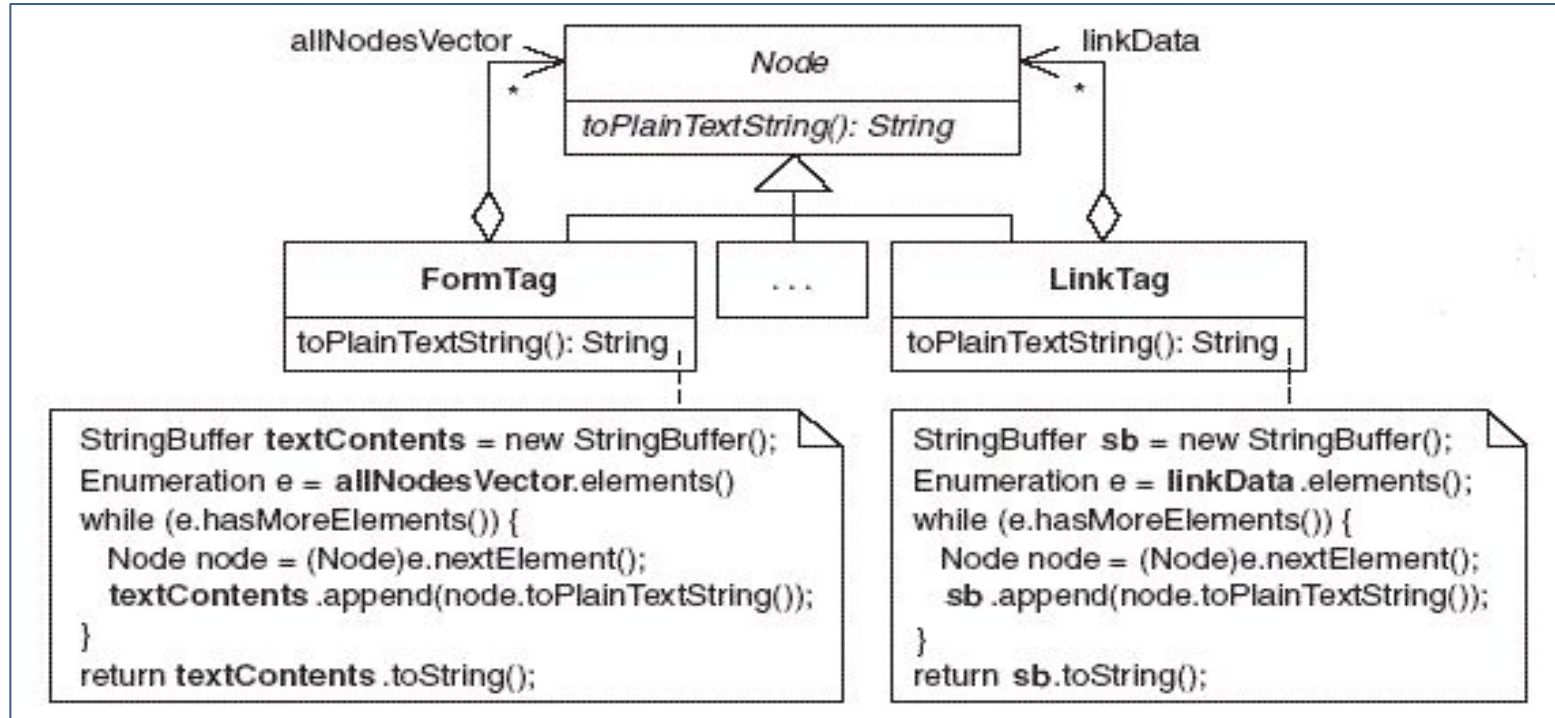 allNodesVector
*
Node
linkData
*
toPlainTextString(): String
FormTag
toPlainTextString(): String
. . .
LinkTag
toPlainTextString(): String
StringBuffer textContents = new StringBuffer();
Enumeration e = allNodesVector.elements()
while (e.hasMoreElements()) {
Node node = (Node)e.nextElement();
textContents .append(node.toPlainTextString());
}
return textContents .toString();
StringBuffer sb = new StringBuffer();
Enumeration e = linkData .elements();
while (e.hasMoreElements()) {
Node node = (Node)e.nextElement();
sb .append(node.toPlainTextString());
}
return sb.toString();